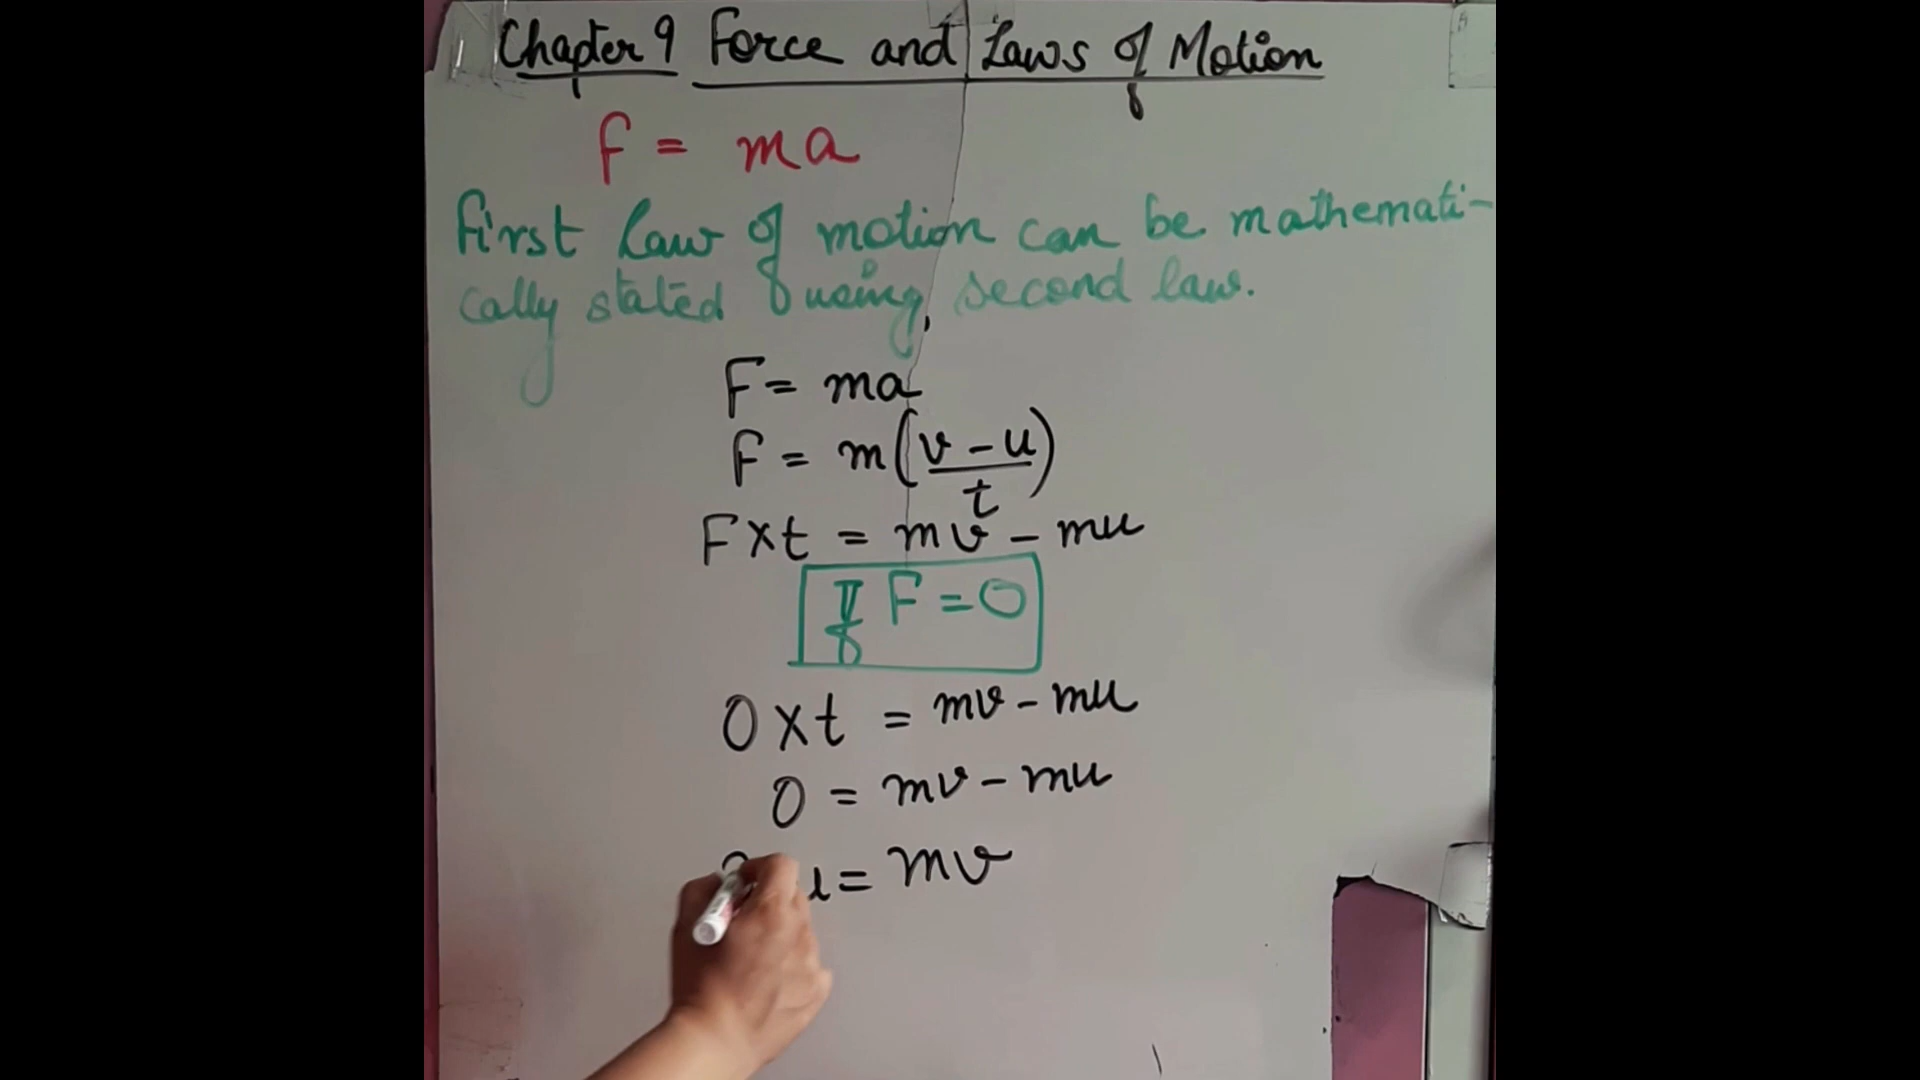 Chapter 9 Force and Laws of Motion
F = ma
First law of motion can be mathemati-
cally stated using, second law.
F = ma
F = m(v - u / t)
F × t = mv - mu
If F = 0
0 × t = mv - mu
0 = mv - mu
= mv